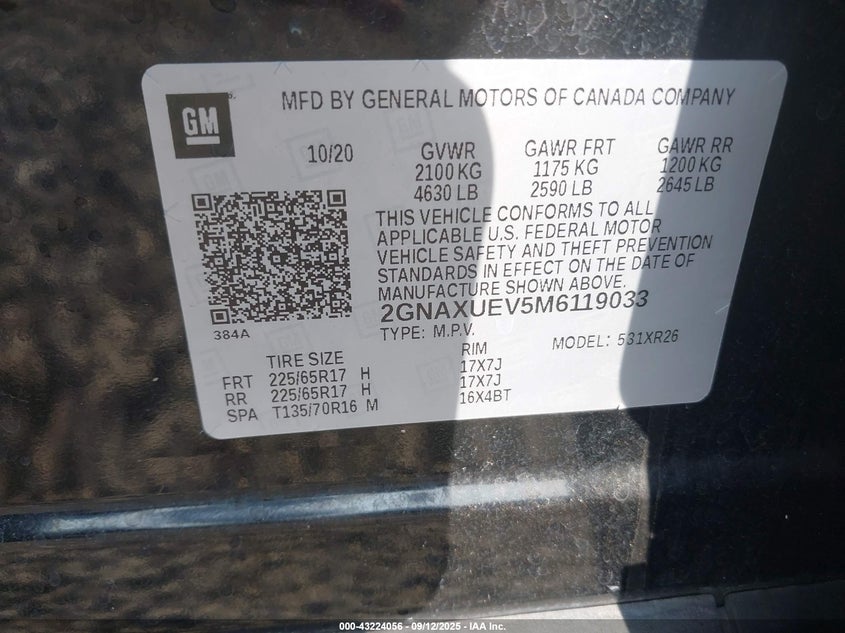 GM
MFD BY GENERAL MOTORS OF CANADA COMPANY
10/20
GVWR GAWR FRT GAWR RR
2100 KG 1175 KG 1200 KG
4630 LB 2590 LB 2645 LB
THIS VEHICLE CONFORMS TO ALL
APPLICABLE U.S. FEDERAL MOTOR
VEHICLE SAFETY AND THEFT PREVENTION
STANDARDS IN EFFECT ON THE DATE OF
MANUFACTURE SHOWN ABOVE.
2GNAXUEV5M6119033
TYPE: M.P.V. MODEL: 531XR26
384A
TIRE SIZE RIM
FRT 225/65R17 H 17X7J
RR 225/65R17 H 17X7J
SPA T135/70R16 M 16X4BT
000-43224056 - 09/12/2025 - IAA Inc.